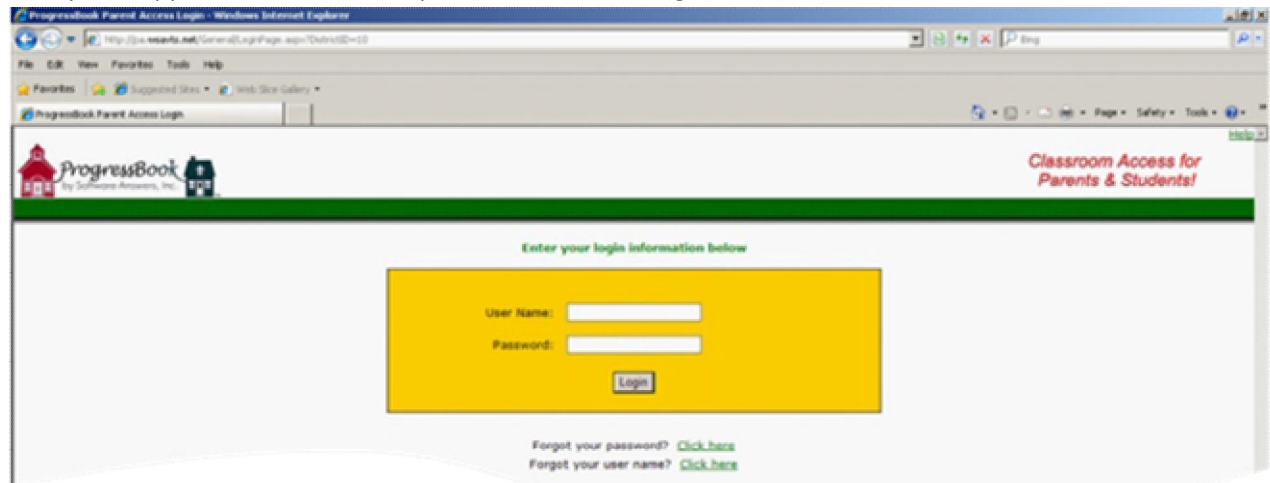 ProgressBook Parent Access Login - Windows Internet Explorer
File Edit View Favorites Tools Help
Favorites Suggested Sites Web Slice Gallery
ProgressBook Parent Access Login
Page Safety Tools
Bing
Help
ProgressBook
by Software Answers, Inc.
Classroom Access for
Parents & Students!
Enter your login information below
User Name:
Password:
Login
Forgot your password? Click here
Forgot your user name? Click here